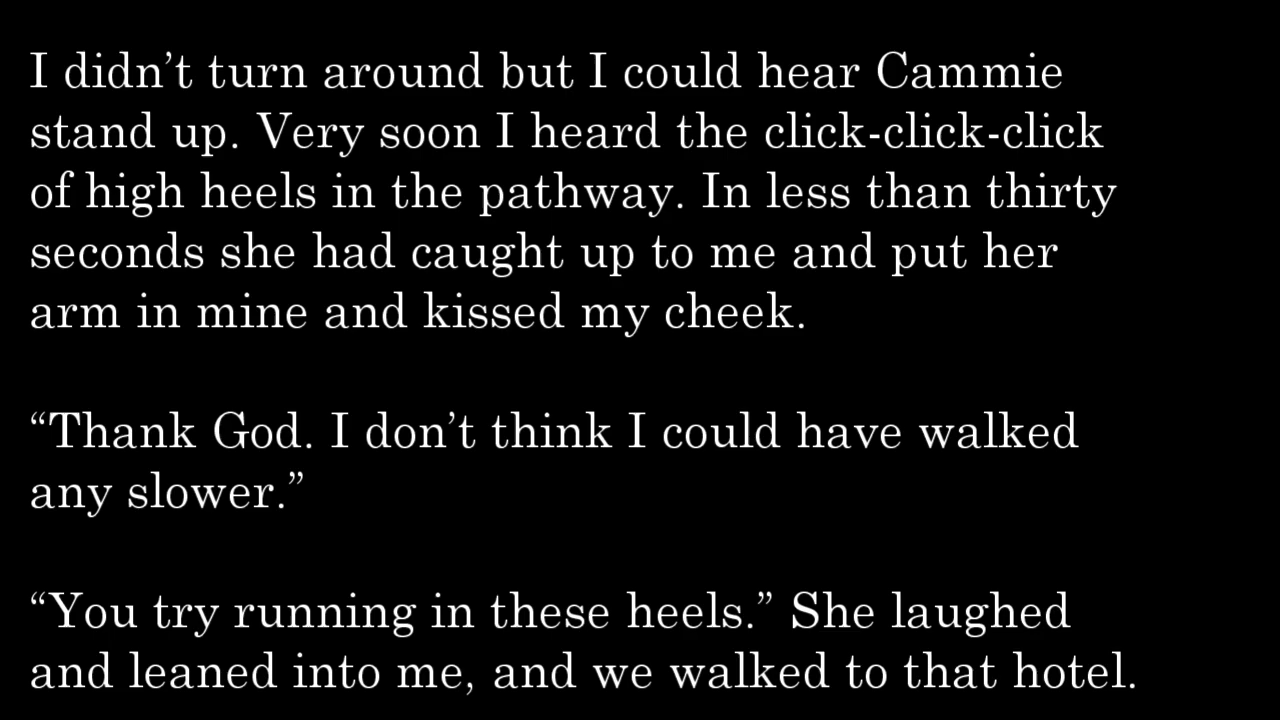 I didn’t turn around but I could hear Cammie
stand up. Very soon I heard the click-click-click
of high heels in the pathway. In less than thirty
seconds she had caught up to me and put her
arm in mine and kissed my cheek.
“Thank God. I don’t think I could have walked
any slower.”
“You try running in these heels.” She laughed
and leaned into me, and we walked to that hotel.